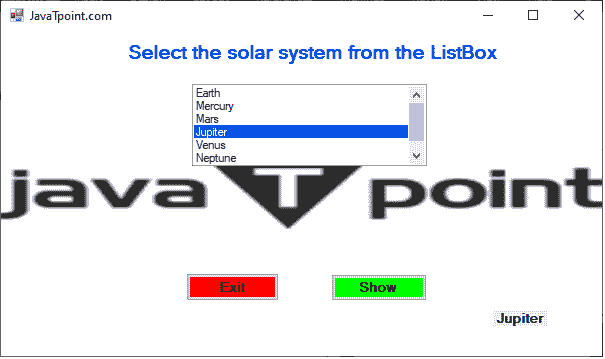 JavaTpoint.com
Select the solar system from the ListBox
Earth
Mercury
Mars
Jupiter
Venus
Neptune
java T point
Exit Show
Jupiter